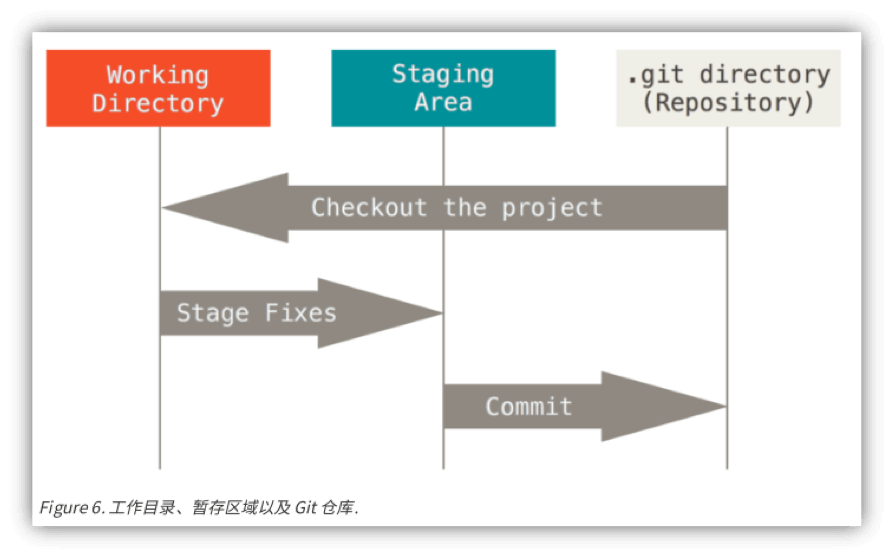 Working
Directory
Staging
Area
.git directory
(Repository)
Checkout the project
Stage Fixes
Commit
Figure 6. 工作目录、暂存区域以及 Git 仓库.